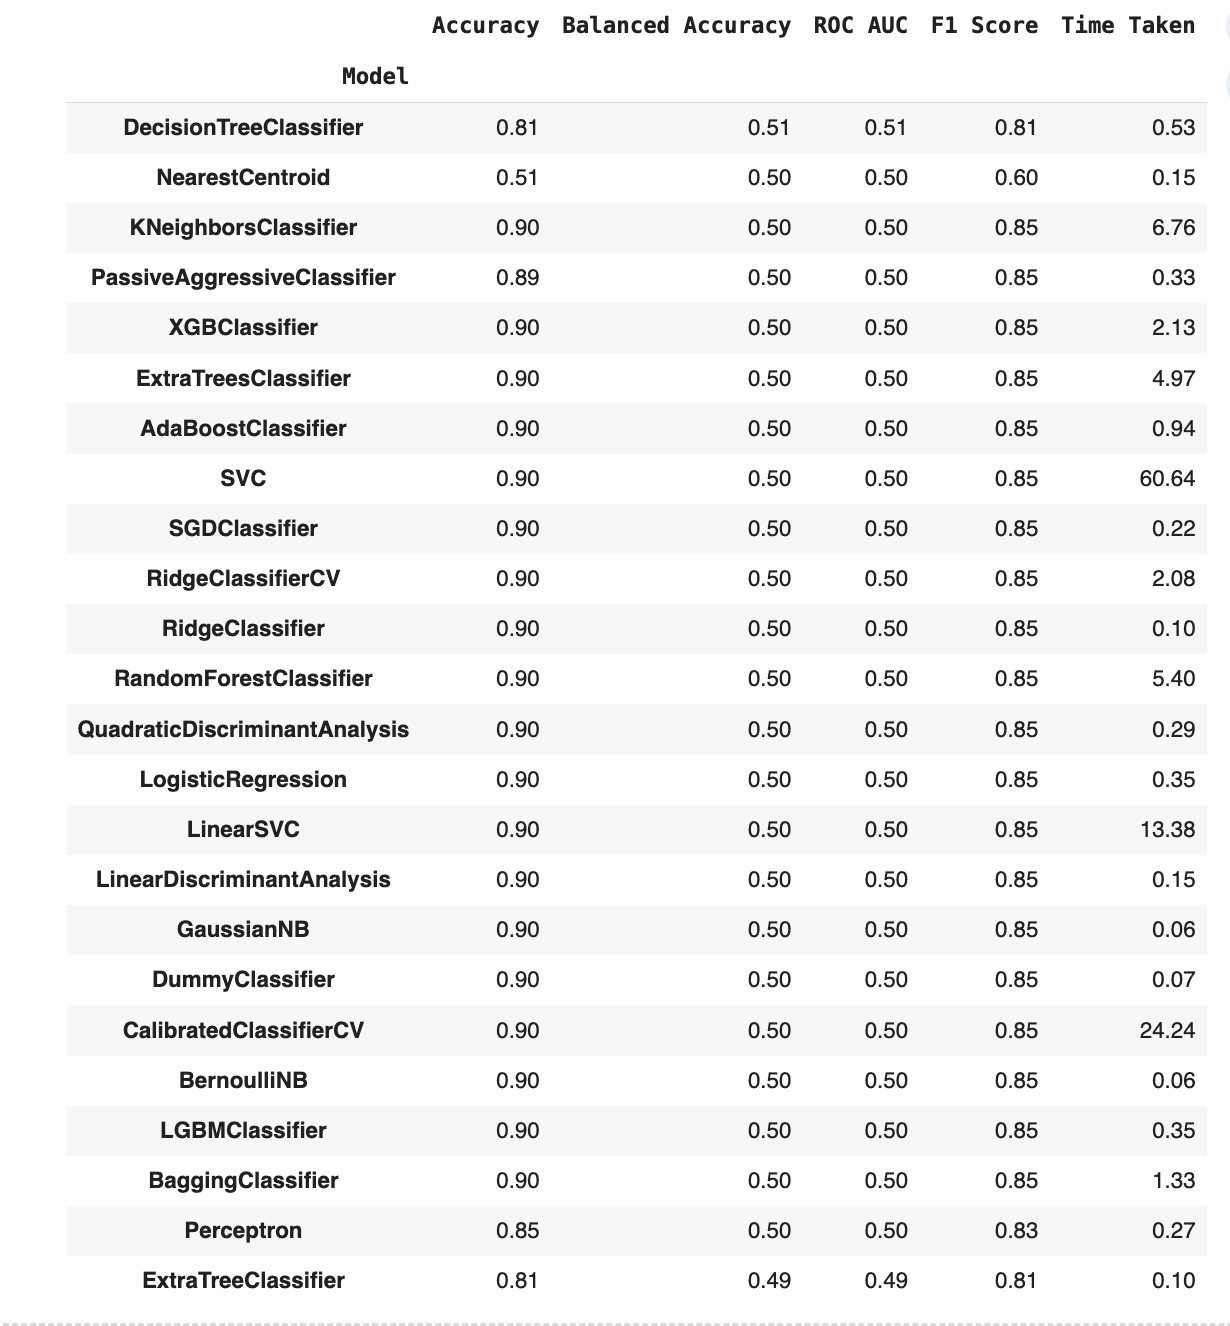 Accuracy Balanced Accuracy ROC AUC F1 Score Time Taken
Model
DecisionTreeClassifier 0.81 0.51 0.51 0.81 0.53
NearestCentroid 0.51 0.50 0.50 0.60 0.15
KNeighborsClassifier 0.90 0.50 0.50 0.85 6.76
PassiveAggressiveClassifier 0.89 0.50 0.50 0.85 0.33
XGBClassifier 0.90 0.50 0.50 0.85 2.13
ExtraTreesClassifier 0.90 0.50 0.50 0.85 4.97
AdaBoostClassifier 0.90 0.50 0.50 0.85 0.94
SVC 0.90 0.50 0.50 0.85 60.64
SGDClassifier 0.90 0.50 0.50 0.85 0.22
RidgeClassifierCV 0.90 0.50 0.50 0.85 2.08
RidgeClassifier 0.90 0.50 0.50 0.85 0.10
RandomForestClassifier 0.90 0.50 0.50 0.85 5.40
QuadraticDiscriminantAnalysis 0.90 0.50 0.50 0.85 0.29
LogisticRegression 0.90 0.50 0.50 0.85 0.35
LinearSVC 0.90 0.50 0.50 0.85 13.38
LinearDiscriminantAnalysis 0.90 0.50 0.50 0.85 0.15
GaussianNB 0.90 0.50 0.50 0.85 0.06
DummyClassifier 0.90 0.50 0.50 0.85 0.07
CalibratedClassifierCV 0.90 0.50 0.50 0.85 24.24
BernoulliNB 0.90 0.50 0.50 0.85 0.06
LGBMClassifier 0.90 0.50 0.50 0.85 0.35
BaggingClassifier 0.90 0.50 0.50 0.85 1.33
Perceptron 0.85 0.50 0.50 0.83 0.27
ExtraTreeClassifier 0.81 0.49 0.49 0.81 0.10